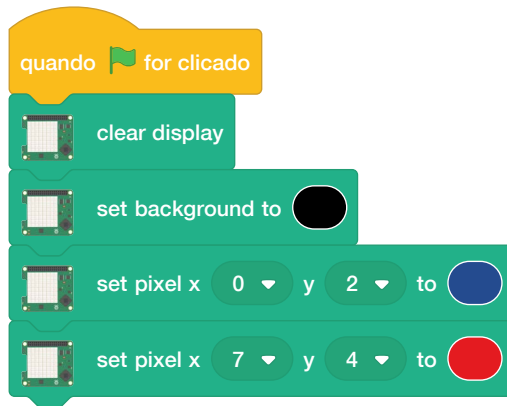 quando for clicado
clear display
set background to
set pixel x 0 y 2 to
set pixel x 7 y 4 to